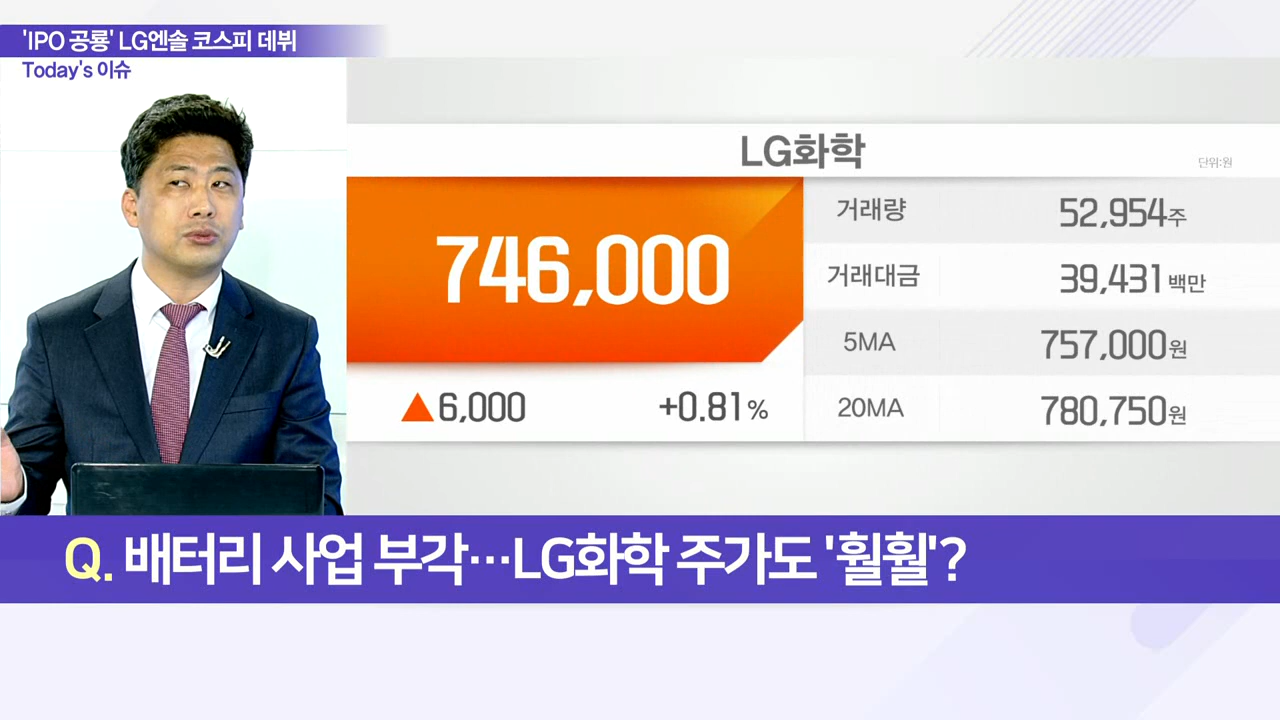 'IPO 공룡' LG엔솔 코스피 데뷔
Today's 이슈
LG화학
단위:원
746,000
▲6,000 +0.81%
거래량 52,954주
거래대금 39,431백만
5MA 757,000원
20MA 780,750원
Q. 배터리 사업 부각…LG화학 주가도 '훨훨'?